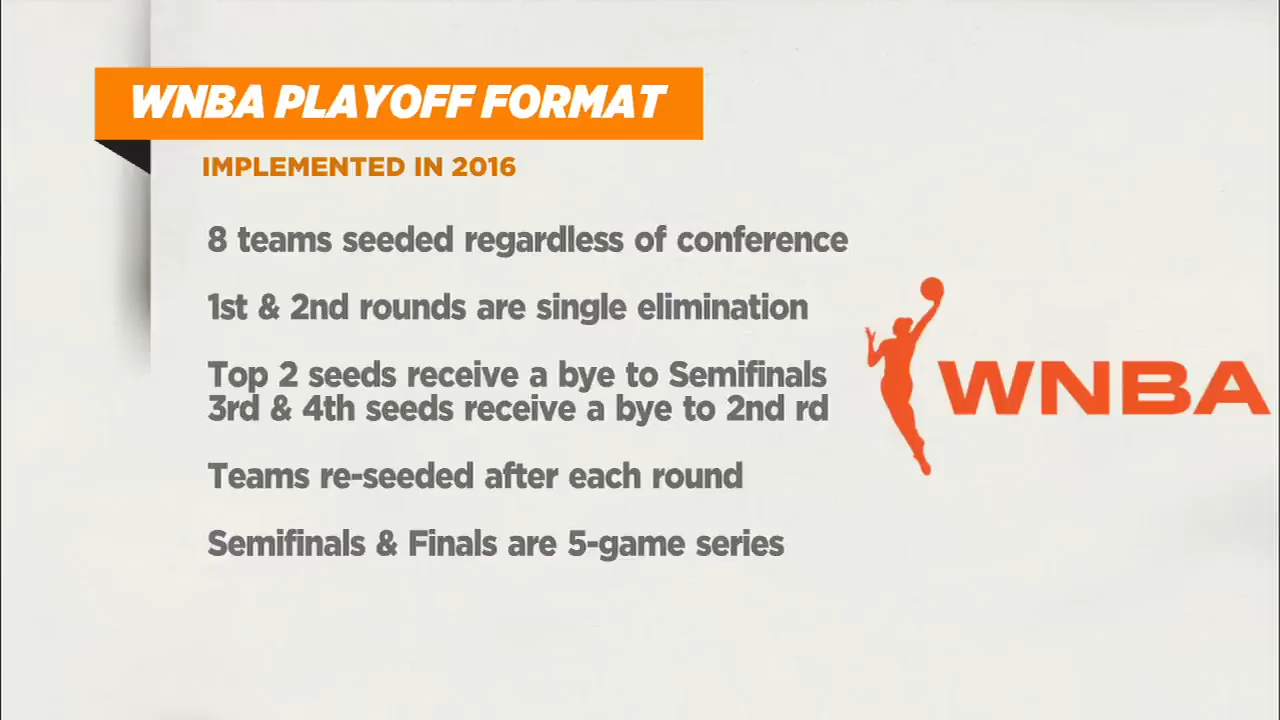 WNBA PLAYOFF FORMAT
IMPLEMENTED IN 2016
8 teams seeded regardless of conference
1st & 2nd rounds are single elimination
Top 2 seeds receive a bye to Semifinals
3rd & 4th seeds receive a bye to 2nd rd
Teams re-seeded after each round
Semifinals & Finals are 5-game series
WNBA